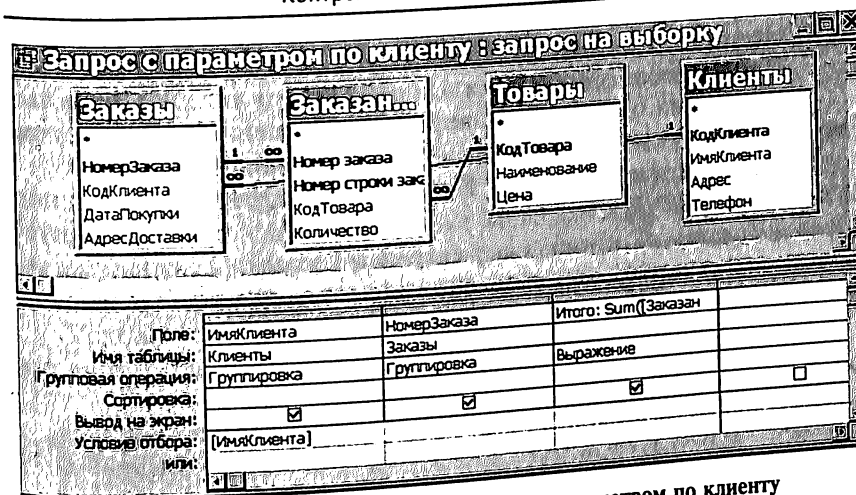 Запрос с параметром по клиенту : запрос на выборку
Заказы
*
НомерЗаказа
КодКлиента
ДатаПокупки
АдресДоставки
Заказан...
*
Номер заказа
Номер строки зака
КодТовара
Количество
Товары
*
КодТовара
Наименование
Цена
Клиенты
*
КодКлиента
ИмяКлиента
Адрес
Телефон
1 ∞
∞
∞
1
1
Поле: ИмяКлиента НомерЗаказа Итого: Sum([Заказан
Имя таблицы: Клиенты Заказы
Групповая операция: Группировка Группировка Выражение
Сортировка:
Вывод на экран:
Условие отбора: [ИмяКлиента]
или:
по клиенту